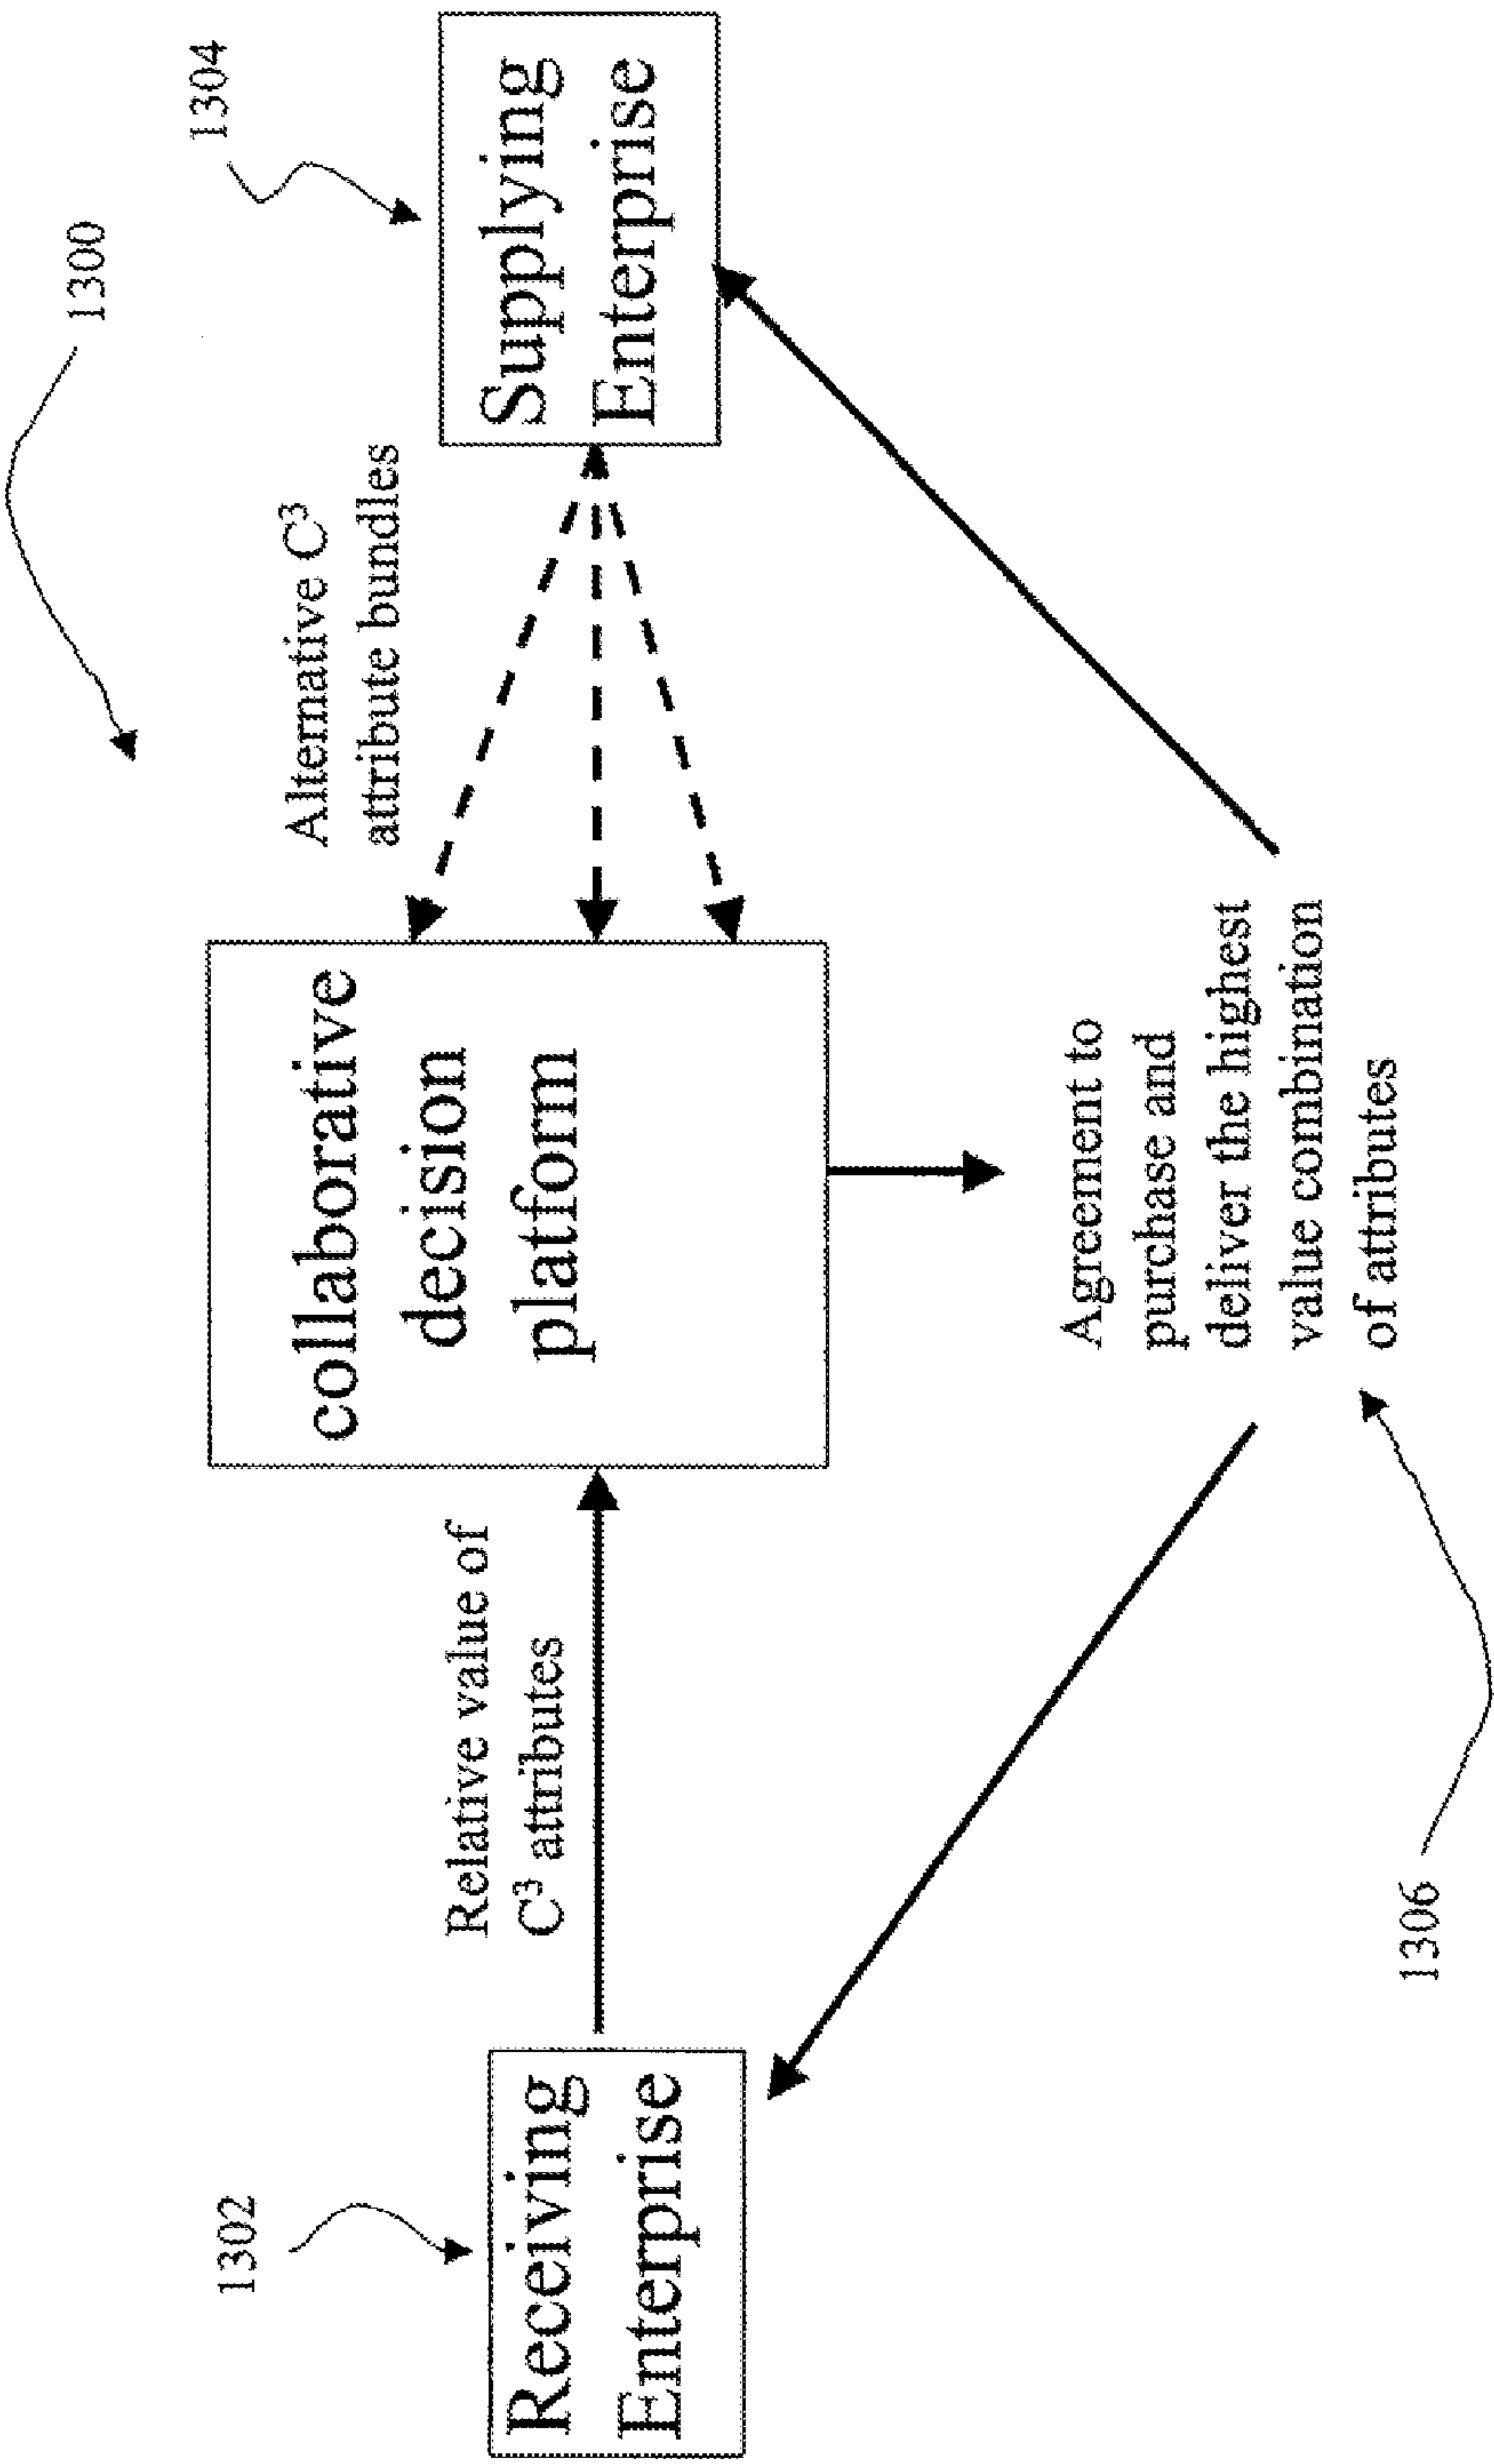 1300
1304
1302
Alternative C³
attribute bundles
Relative value of
C³ attributes
collaborative
decision
platform
Supplying
Enterprise
Receiving
Enterprise
Agreement to
purchase and
deliver the highest
value combination
of attributes
1306